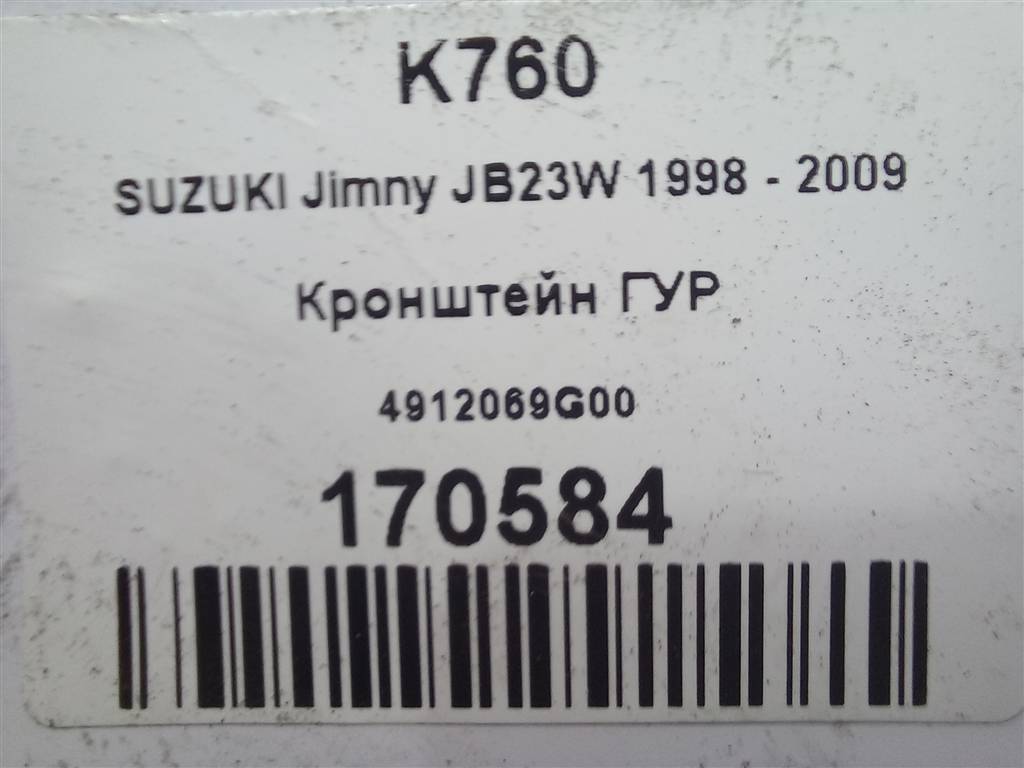 K760
SUZUKI Jimny JB23W 1998 - 2009
Кронштейн ГУР
4912069G00
170584